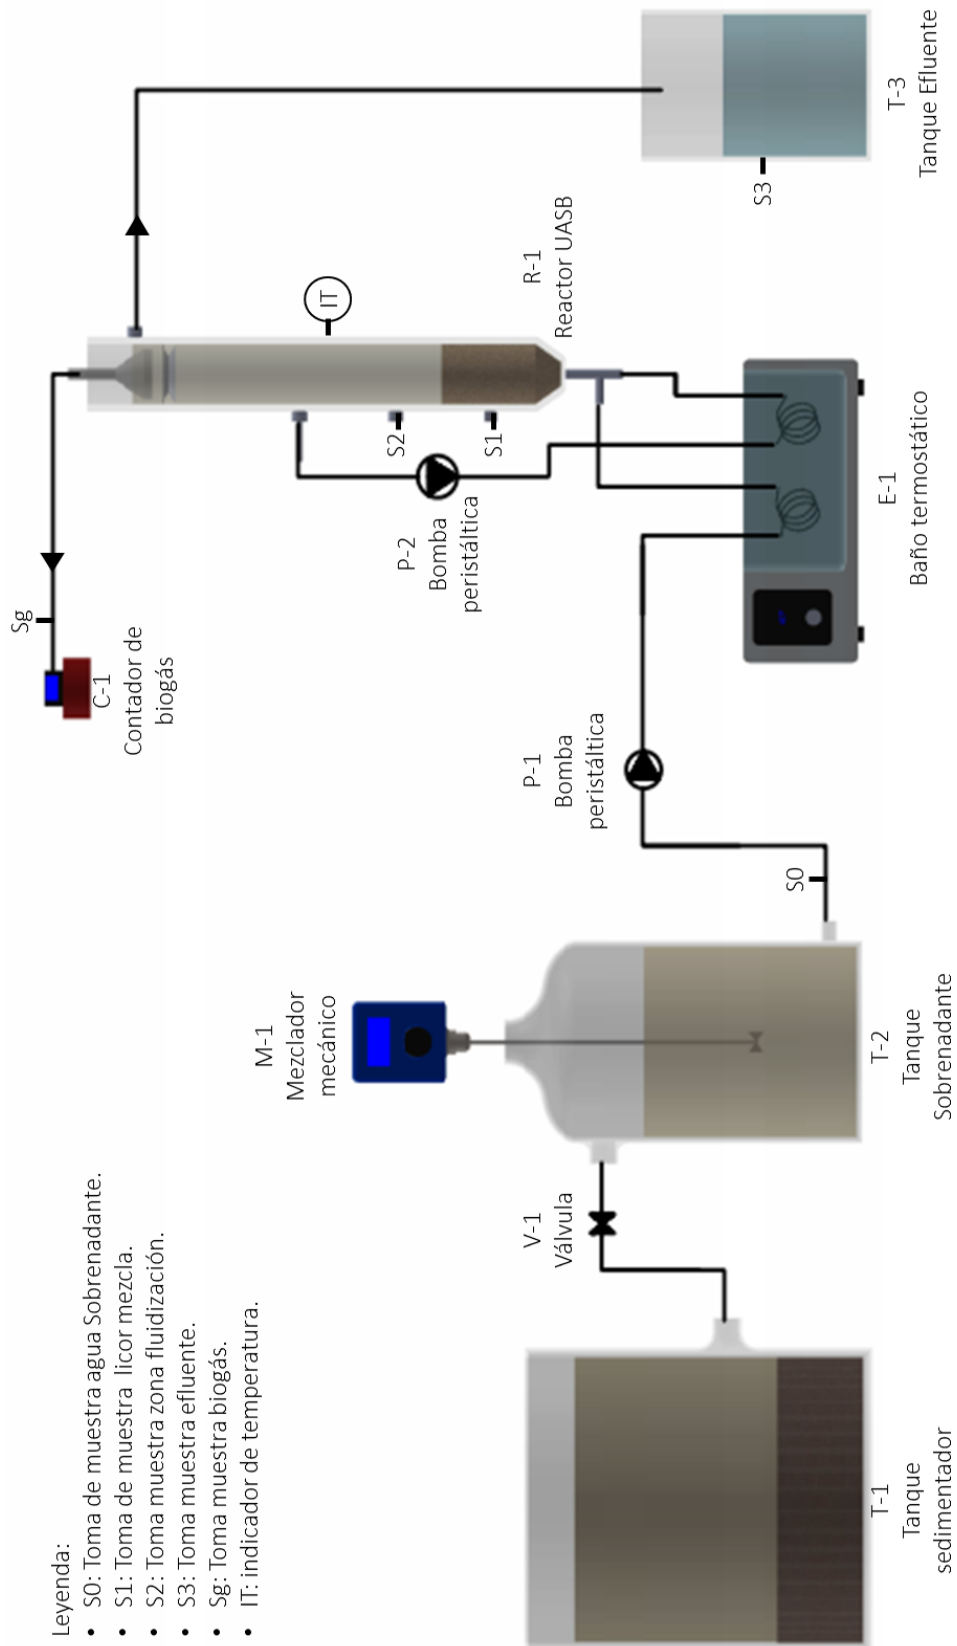 Leyenda:
• S0: Toma de muestra agua Sobrenadante.
• S1: Toma de muestra licor mezcla.
• S2: Toma muestra zona fluidización.
• S3: Toma muestra efluente.
• Sg: Toma muestra biogás.
• IT: indicador de temperatura.
T-1
Tanque
sedimentador
V-1
Válvula
M-1
Mezclador
mecánico
T-2
Tanque
Sobrenadante
S0
P-1
Bomba
peristáltica
Sg
C-1
Contador de
biogás
P-2
Bomba
peristáltica
S2
S1
IT
R-1
Reactor UASB
E-1
Baño termostático
S3
T-3
Tanque Efluente